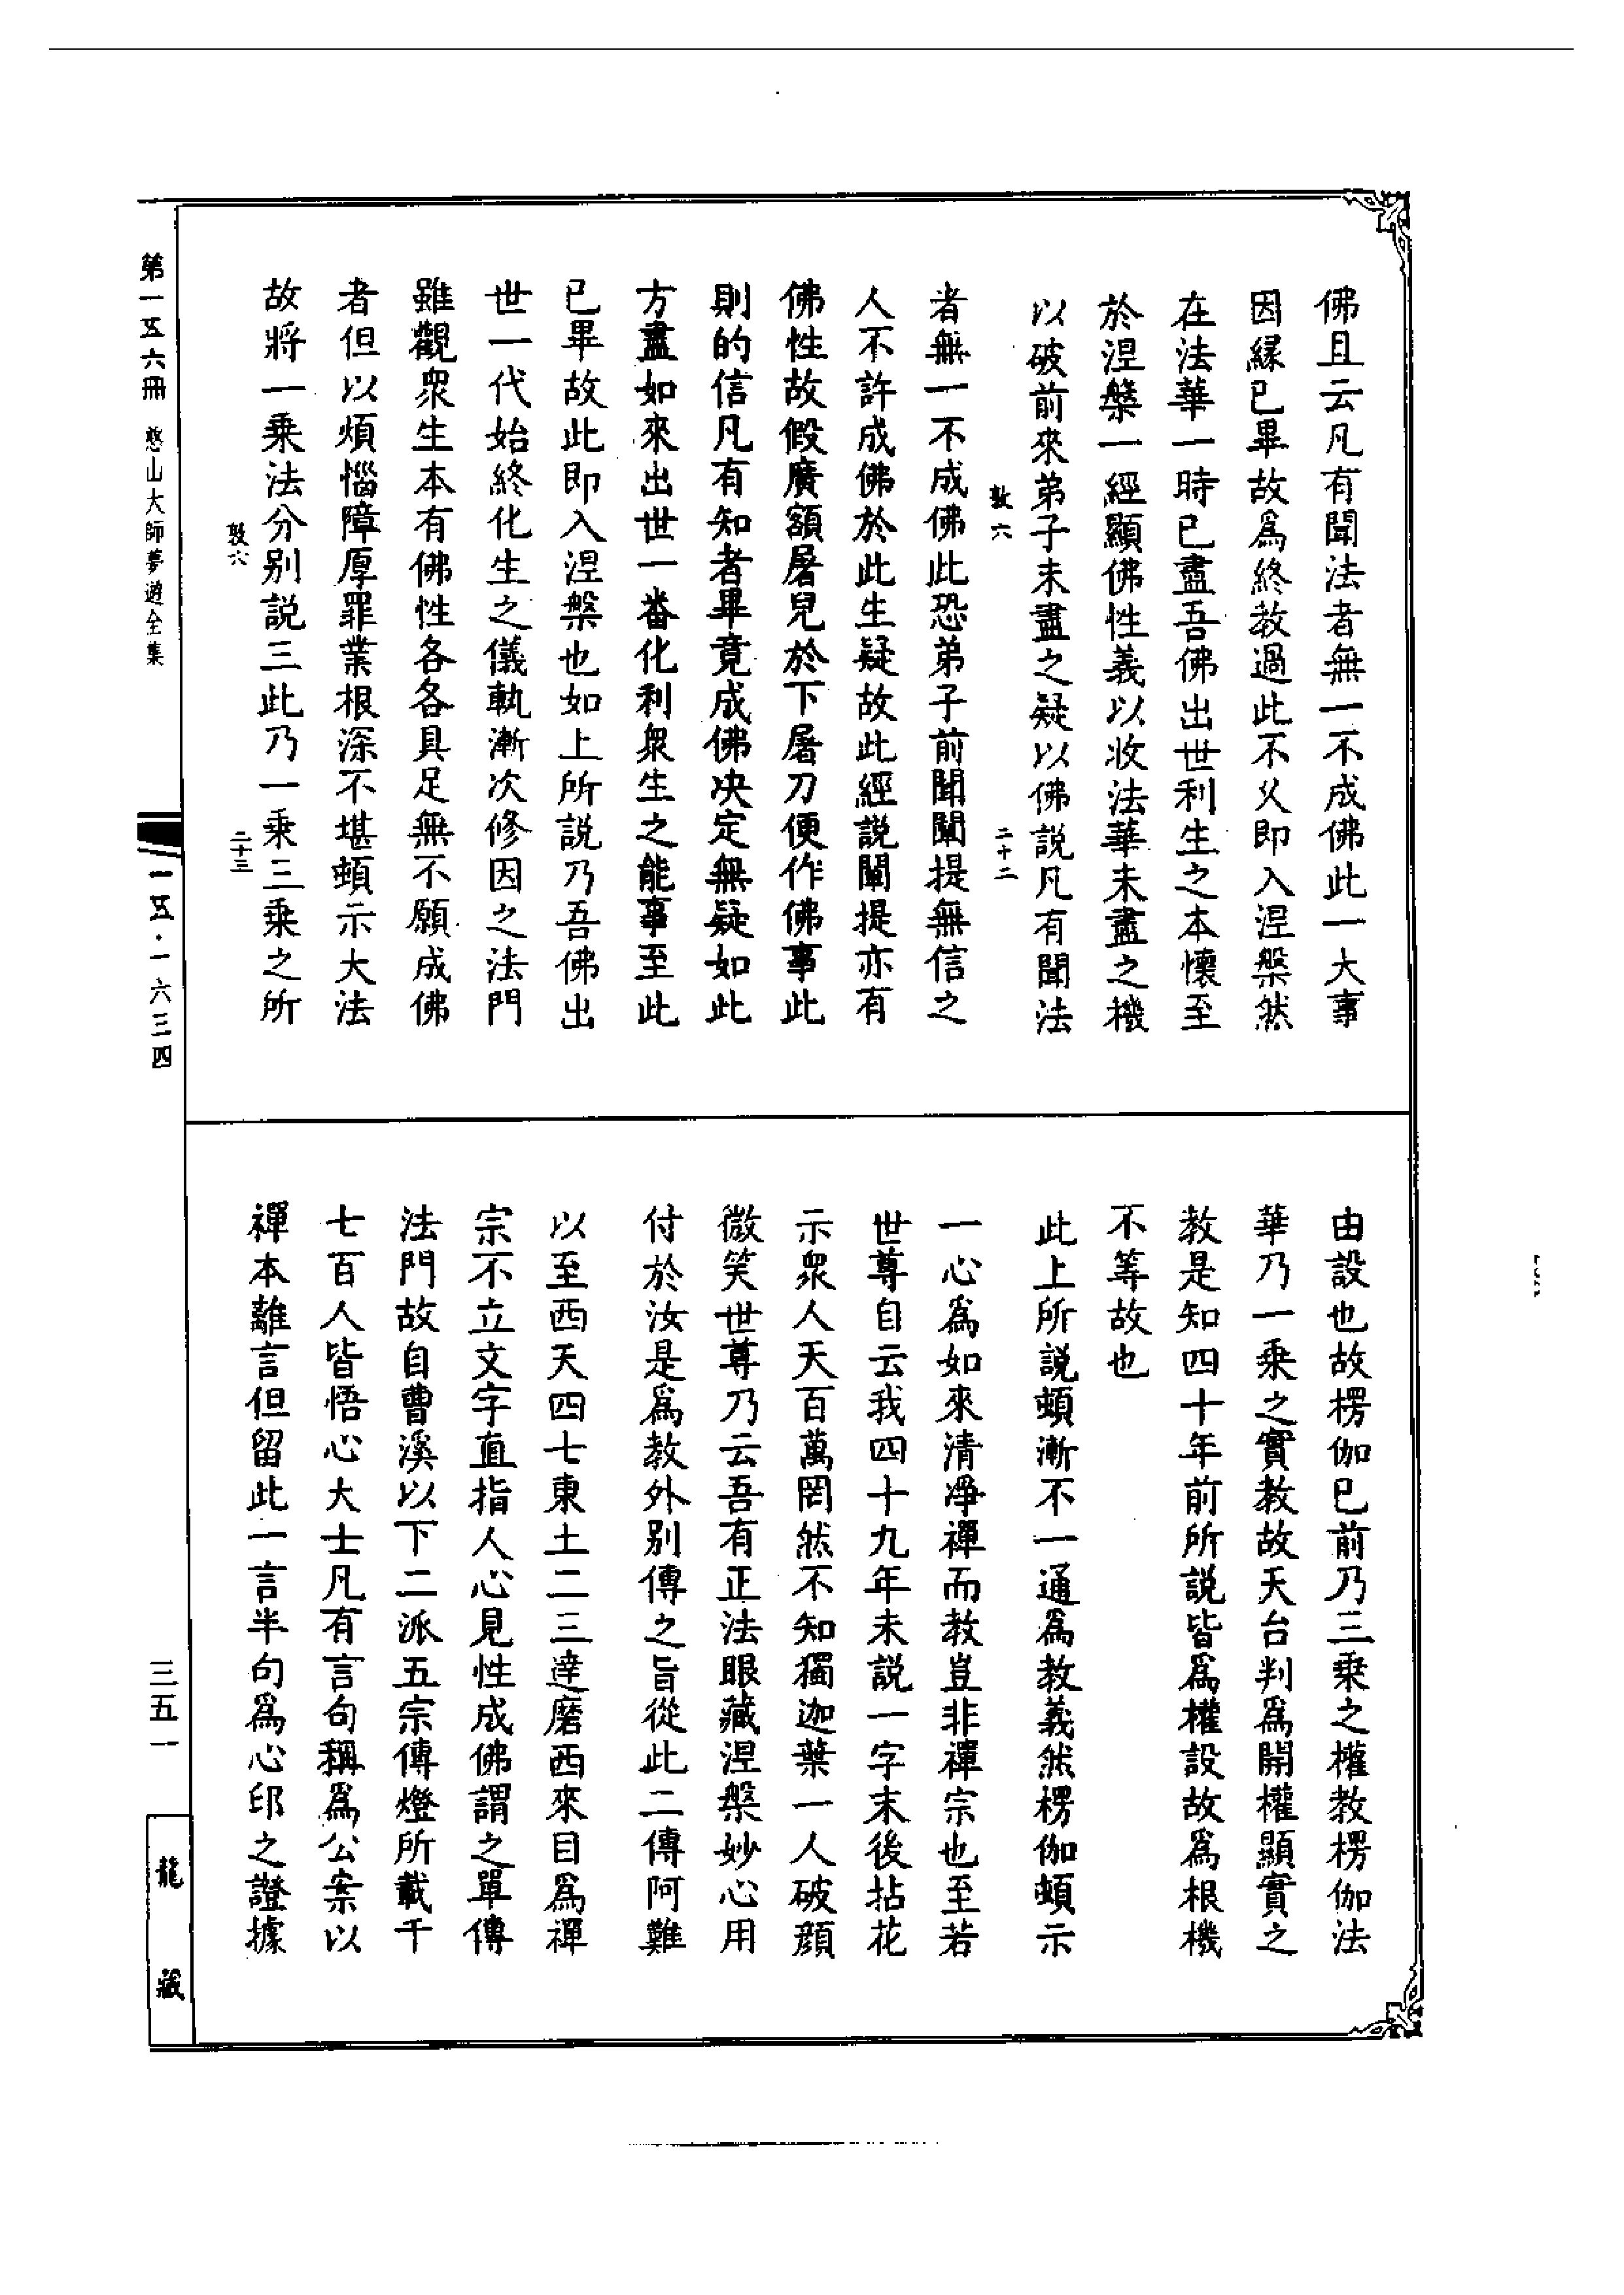 佛且云凡有聞法者無一不成佛此一大事
因緣已畢故爲終教過此不久即入涅槃然
在法華一時已盡吾佛出世利生之本懷至
於涅槃一經顯佛性義以收法華未盡之機
以破前來弟子未盡之疑以佛説凡有聞法
敦六 二十二
者無一不成佛此恐弟子前聞闡提無信之
人不許成佛於此生疑故此經説闡提亦有
佛性故假廣額屠兒於下屠刀便作佛事此
則的信凡有知者畢竟成佛决定無疑如此
方盡如來出世一番化利衆生之能事至此
已畢故此即入涅槃也如上所説乃吾佛出
世一代始終化生之儀軌漸次修因之法門
雖觀衆生本有佛性各各具足無不願成佛
者但以煩惱障厚罪業根深不堪頓示大法
故將一乘法分别説三此乃一乘三乘之所
敦六 二十三
由設也故楞伽已前乃三乘之權教楞伽法
華乃一乘之實教故天台判爲開權顯實之
教是知四十年前所説皆爲權設故爲根機
不等故也
此上所説頓漸不一通爲教義然楞伽頓示
一心爲如來清淨禪而教豈非禪宗也至若
世尊自云我四十九年未説一字末後拈花
示衆人天百萬罔然不知獨迦葉一人破顔
微笑世尊乃云吾有正法眼藏涅槃妙心用
付於汝是爲教外别傳之旨從此二傳阿難
以至西天四七東土二三達磨西來目爲禪
宗不立文字直指人心見性成佛謂之單傳
法門故自曹溪以下二派五宗傳燈所載千
七百人皆悟心大士凡有言句稱爲公案以
禪本離言但留此一言半句爲心印之證據
第一五六冊 憨山大師夢遊全集
一五·一六三四
三五一
龍藏